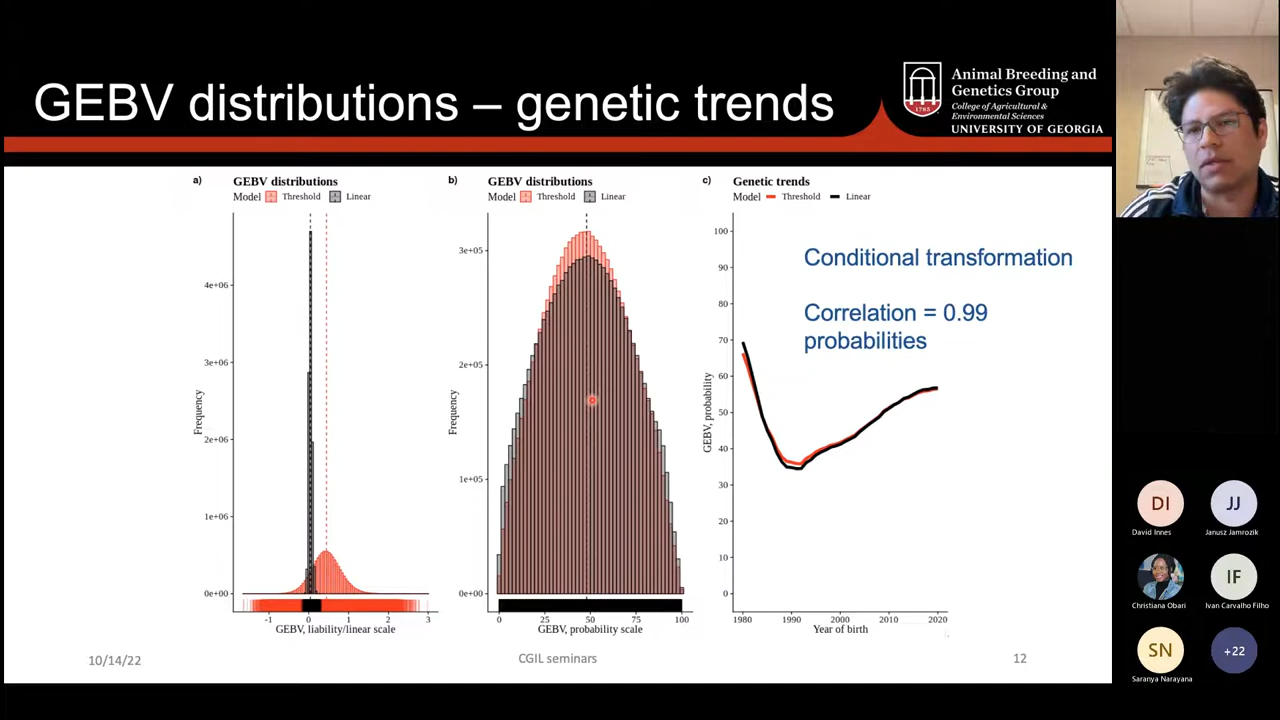 GEBV distributions – genetic trends
Animal Breeding and
Genetics Group
College of Agricultural &
Environmental Sciences
UNIVERSITY OF GEORGIA
1785
a)
GEBV distributions
Model Threshold Linear
4e+06
3e+06
2e+06
1e+06
0e+00
Frequency
-1 0 1 2 3
GEBV, liability/linear scale
b)
GEBV distributions
Model Threshold Linear
3e+05
2e+05
1e+05
0e+00
Frequency
0 25 50 75 100
GEBV, probability scale
c)
Genetic trends
Model Threshold Linear
100
90
80
70
60
50
40
30
20
10
0
GEBV, probability
1980 1990 2000 2010 2020
Year of birth
Conditional transformation
Correlation = 0.99
probabilities
10/14/22
CGIL seminars
12
DI
David Innes
JJ
Janusz Jamrozik
Christiana Obari
IF
Ivan Carvalho Filho
SN
Saranya Narayana
+22